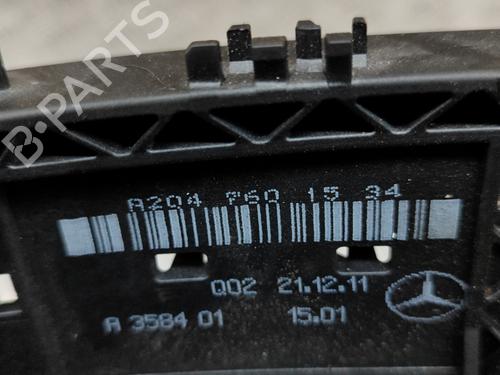 B-PARTS
A204 760 15 34
Q02 21.12.11
A 3584 01 15.01